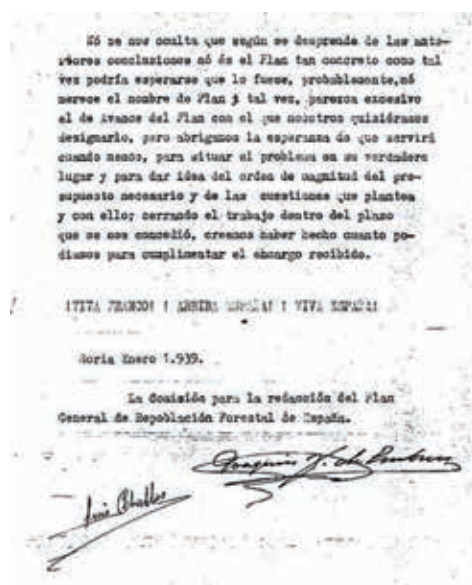 Nó se nos oculta que según se desprende de las ante-
riores conclusiones nó és el Plan tan concreto como tal
vez podría esperarse que lo fuese, probablemente, nó
merece el nombre de Plan y tal vez, parezca excesivo
el de Avance del Plan con el que nosotros quisiéramos
designarlo, pero abrigamos la esperanza de que servirá
cuando menos, para situar el problema en su verdadero
lugar y para dar idea del orden de magnitud del pre-
supuesto necesario y de las cuestiones que plantea
y con ello; cerrando el trabajo dentro del plazo
que se nos concedió, creemos haber hecho cuanto po-
díamos para cumplimentar el encargo recibido.
¡VIVA FRANCO! ¡ ARRIBA ESPAÑA! ¡ VIVA ESPAÑA!
Soria Enero 1.939.
La Comisión para la redacción del Plan
General de Repoblación Forestal de España.
Joaquín X. de
Luis Ceballos